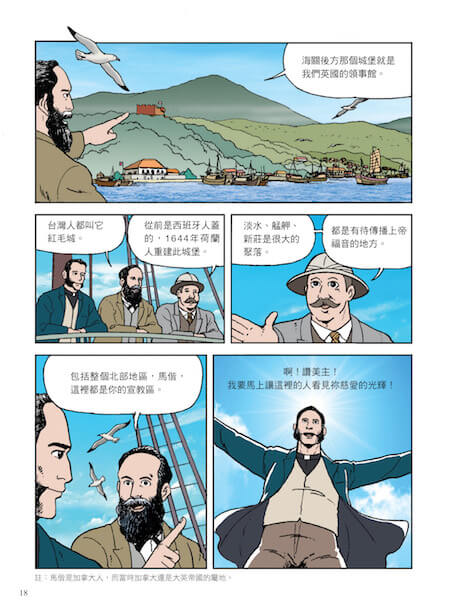 海關後方那個城堡就是
我們英國的領事館。
台灣人都叫它
紅毛城。
從前是西班牙人蓋
的，1644年荷蘭
人重建此城堡。
淡水、艋舺、
新莊是很大的
聚落。
都是有待傳播上帝
福音的地方。
包括整個北部地區，馬偕，
這裡都是你的宣教區。
啊！讚美主！
我要馬上讓這裡的人看見祢慈愛的光輝！
註：馬偕是加拿大人，而當時加拿大還是大英帝國的屬地。
18